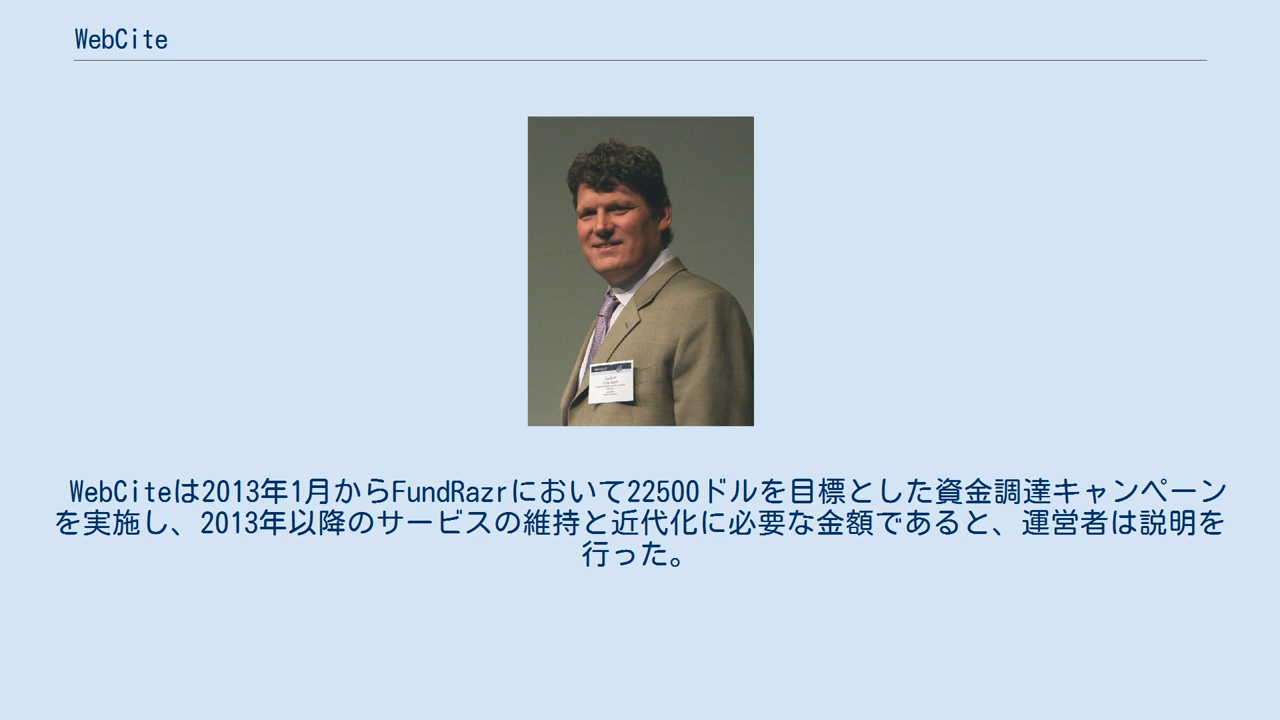 WebCite
WebCiteは2013年1月からFundRazrにおいて22500ドルを目標とした資金調達キャンペーン
を実施し、2013年以降のサービスの維持と近代化に必要な金額であると、運営者は説明を
行った。